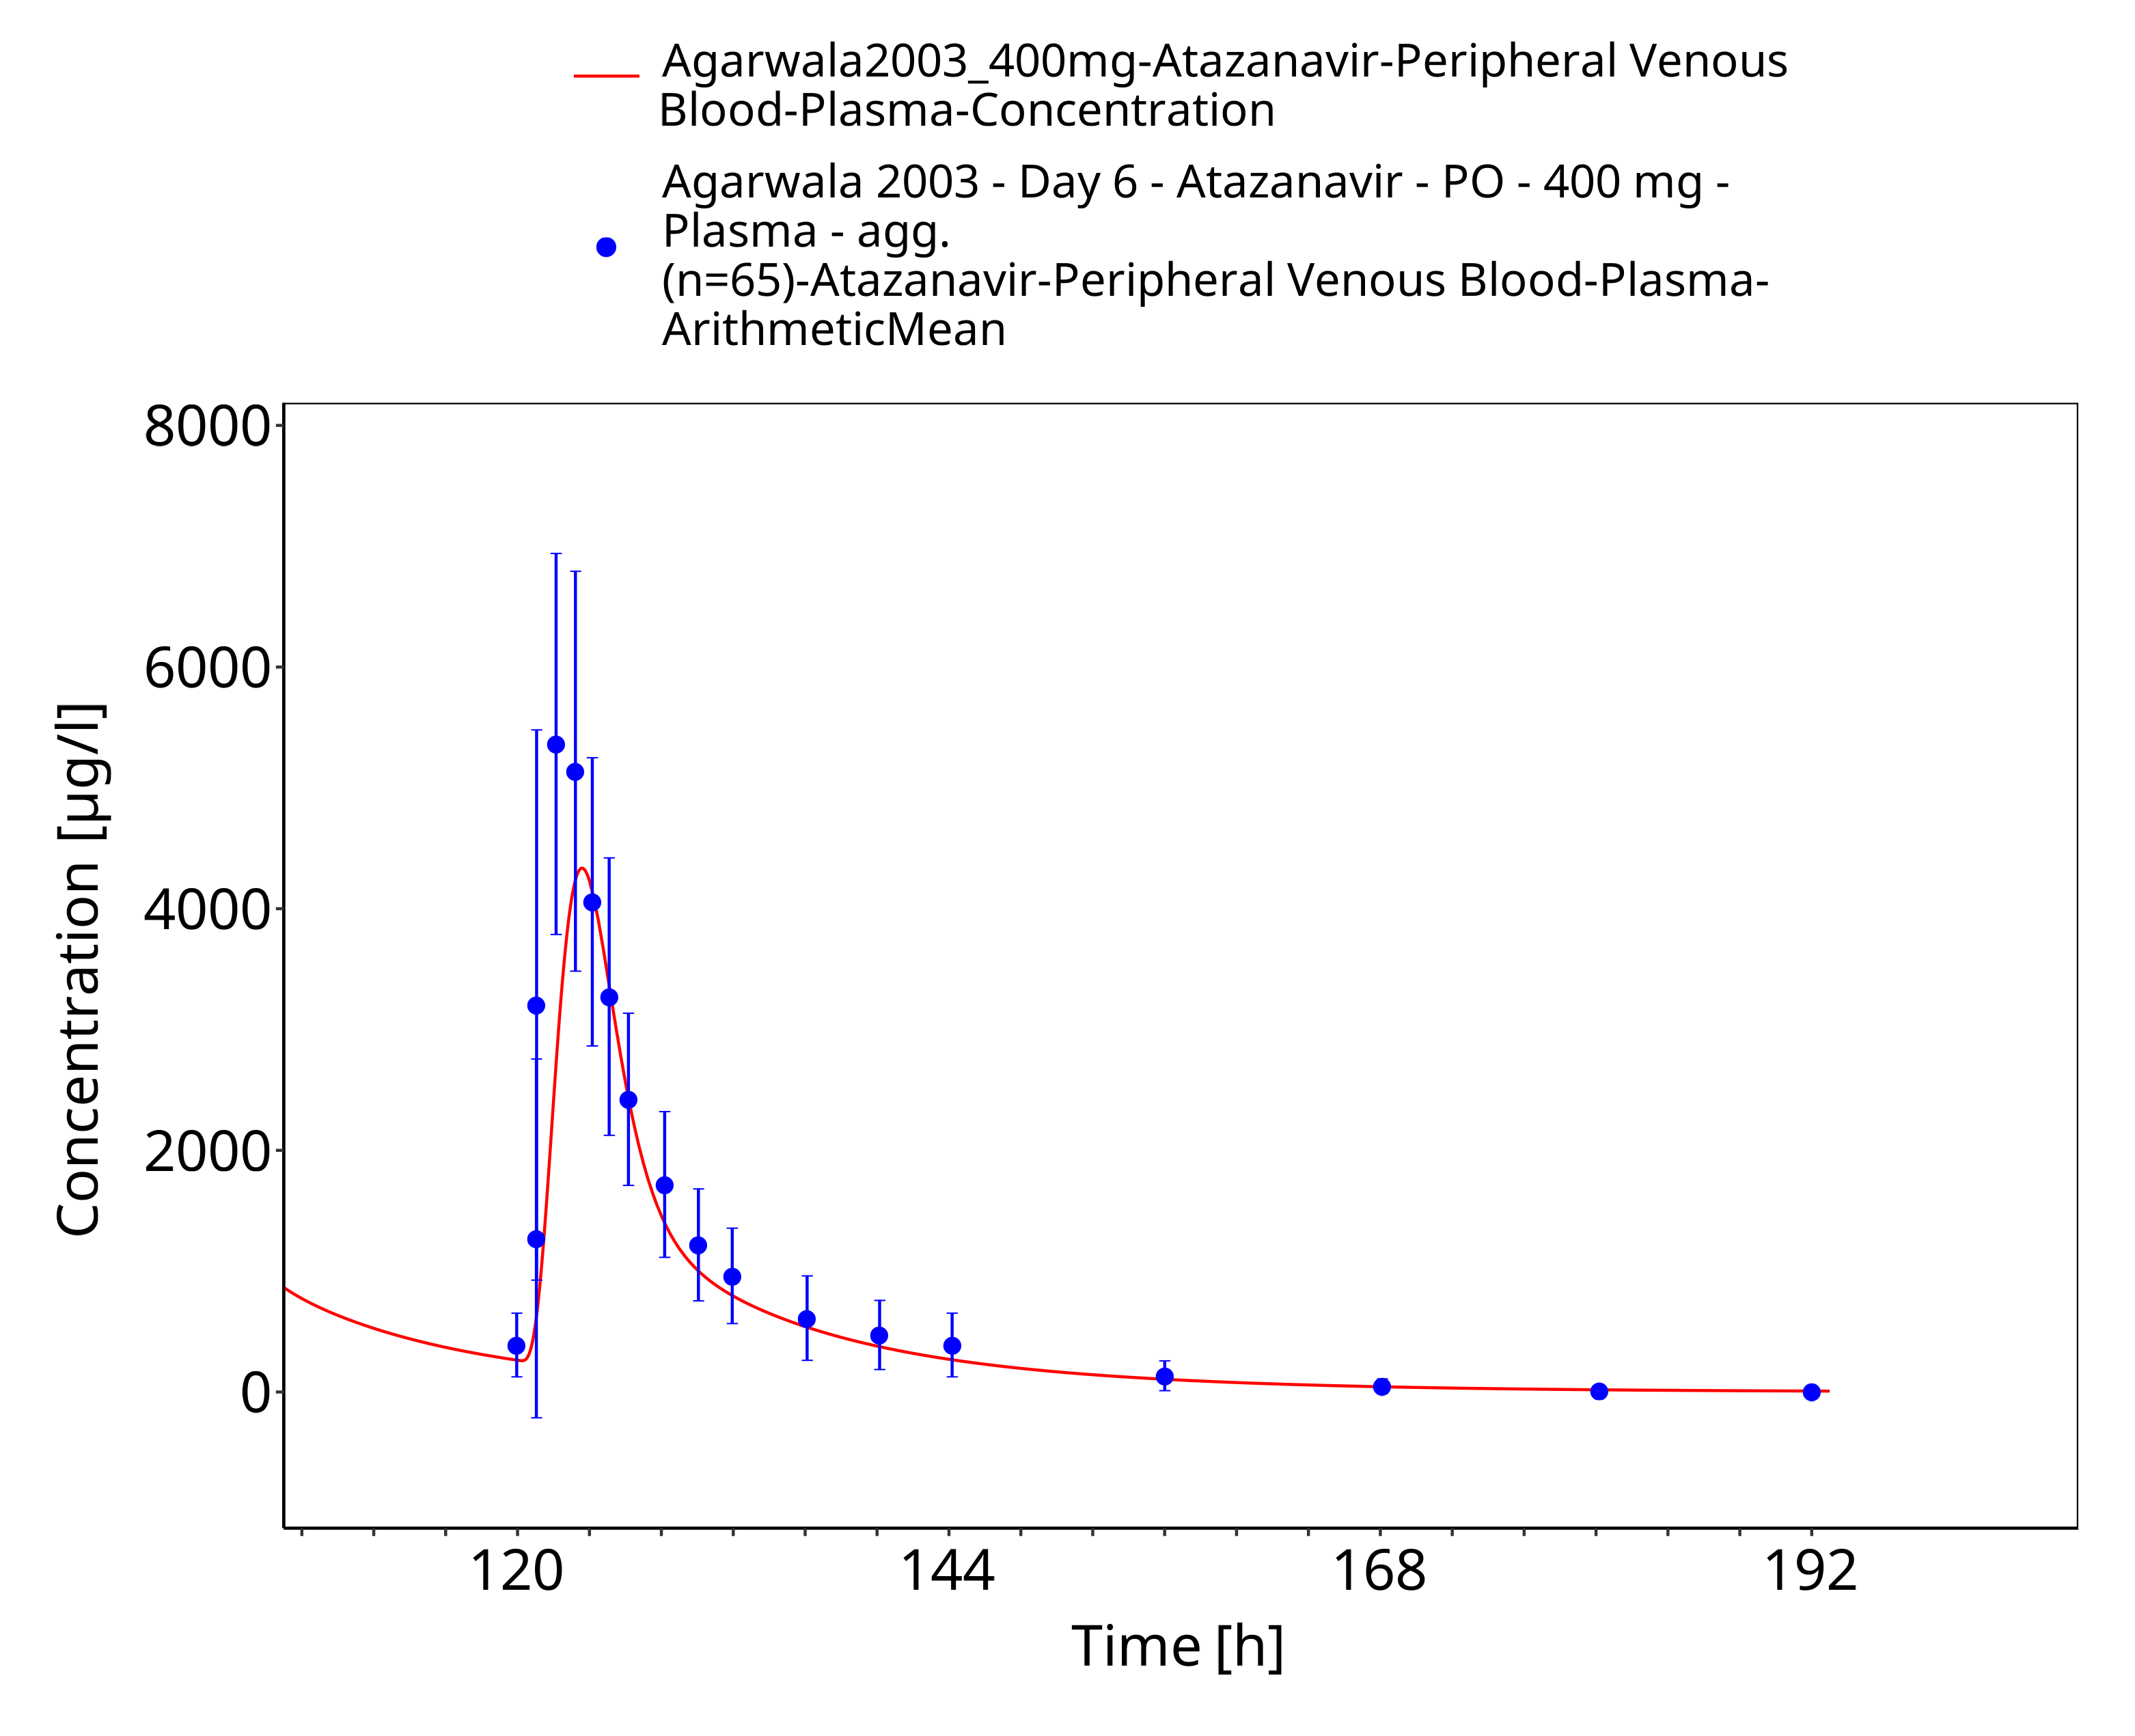 Agarwala2003_400mg-Atazanavir-Peripheral Venous
Blood-Plasma-Concentration
Agarwala 2003 - Day 6 - Atazanavir - PO - 400 mg -
Plasma - agg.
(n=65)-Atazanavir-Peripheral Venous Blood-Plasma-
ArithmeticMean
8000
6000
4000
2000
0
Concentration [µg/l]
120
144
168
192
Time [h]